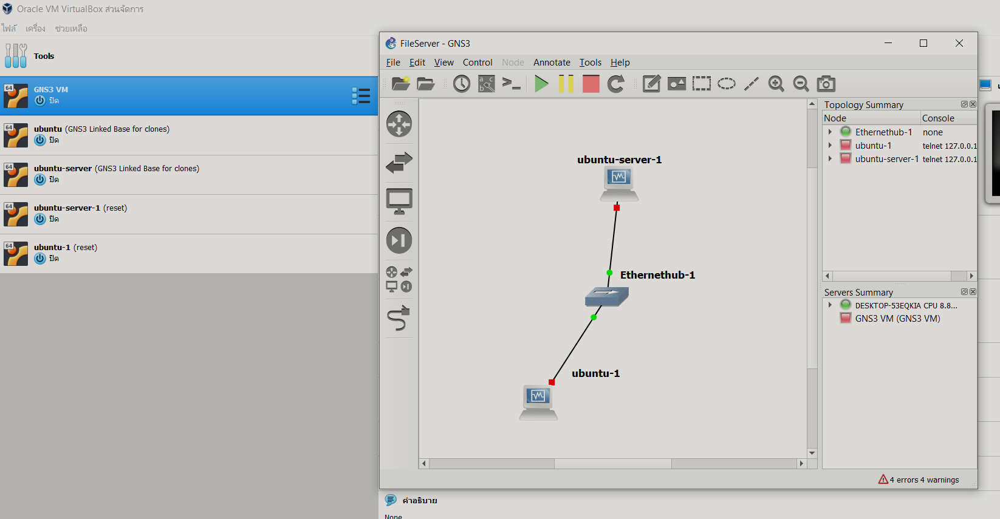 Oracle VM VirtualBox ส่วนจัดการ
ไฟล์ เครื่อง ช่วยเหลือ
Tools
64
GNS3 VM
ปิด
64
ubuntu (GNS3 Linked Base for clones)
ปิด
64
ubuntu-server (GNS3 Linked Base for clones)
ปิด
64
ubuntu-server-1 (reset)
ปิด
64
ubuntu-1 (reset)
ปิด
FileServer - GNS3
File Edit View Control Node Annotate Tools Help
ubuntu-server-1
Ethernethub-1
ubuntu-1
Topology Summary
Node Console
Ethernethub-1 none
ubuntu-1 telnet 127.0.0.1
ubuntu-server-1 telnet 127.0.0.1
Servers Summary
DESKTOP-53EQKIA CPU 8.8...
GNS3 VM (GNS3 VM)
4 errors 4 warnings
คำอธิบาย
None